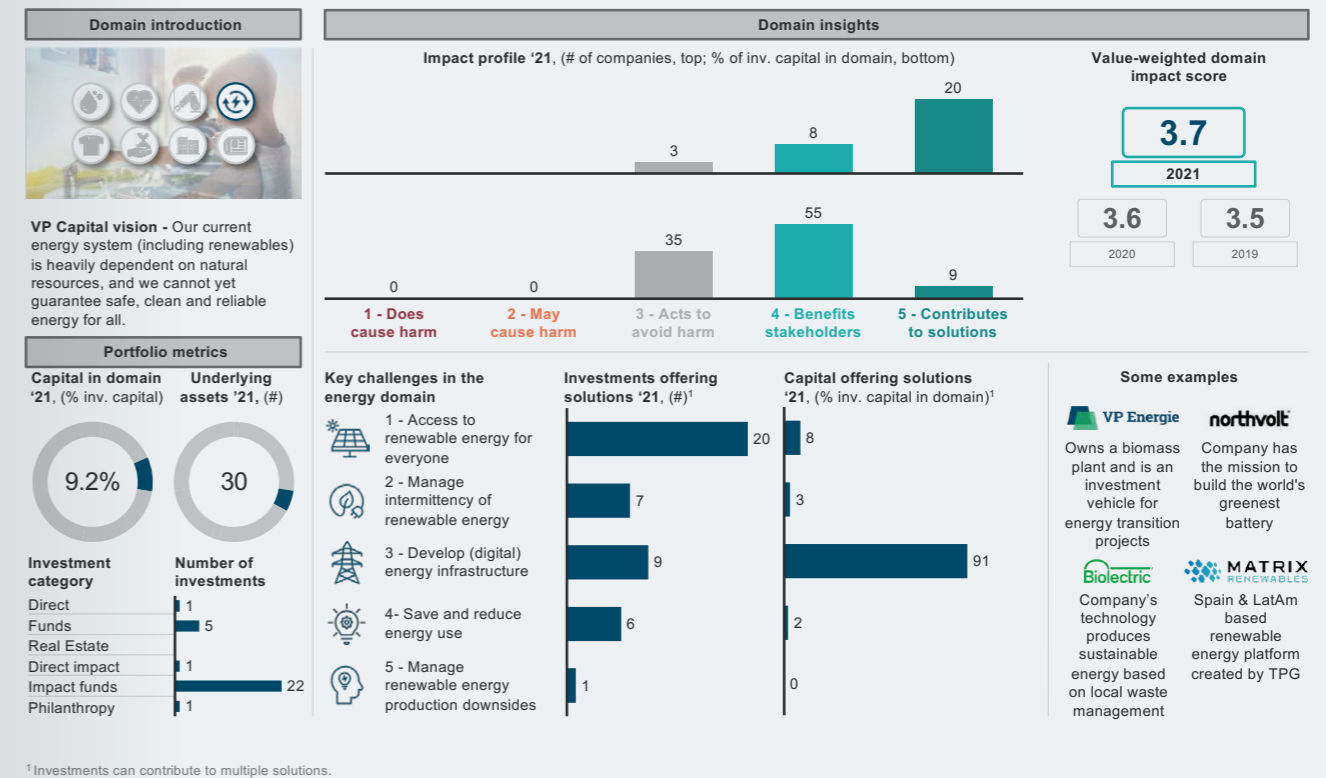 Domain introduction
Domain insights
VP Capital vision - Our current
energy system (including renewables)
is heavily dependent on natural
resources, and we cannot yet
guarantee safe, clean and reliable
energy for all.
Portfolio metrics
Capital in domain
‘21, (% inv. capital)
Underlying
assets ’21, (#)
9.2%
30
Investment
category
Number of
investments
Direct
1
Funds
5
Real Estate
Direct impact
1
Impact funds
22
Philanthropy
1
Impact profile ‘21, (# of companies, top; % of inv. capital in domain, bottom)
3
8
20
0
0
35
55
9
1 - Does
cause harm
2 - May
cause harm
3 - Acts to
avoid harm
4 - Benefits
stakeholders
5 - Contributes
to solutions
Value-weighted domain
impact score
3.7
2021
3.6
2020
3.5
2019
Key challenges in the
energy domain
Investments offering
solutions ‘21, (#)¹
Capital offering solutions
‘21, (% inv. capital in domain)¹
1 - Access to
renewable energy for
everyone
20
8
2 - Manage
intermittency of
renewable energy
7
3
3 - Develop (digital)
energy infrastructure
9
91
4- Save and reduce
energy use
6
2
5 - Manage
renewable energy
production downsides
1
0
Some examples
VP Energie
Owns a biomass
plant and is an
investment
vehicle for
energy transition
projects
northvolt
Company has
the mission to
build the world's
greenest
battery
Biolectric
Company’s
technology
produces
sustainable
energy based
on local waste
management
MATRIX
RENEWABLES
Spain & LatAm
based
renewable
energy platform
created by TPG
¹ Investments can contribute to multiple solutions.